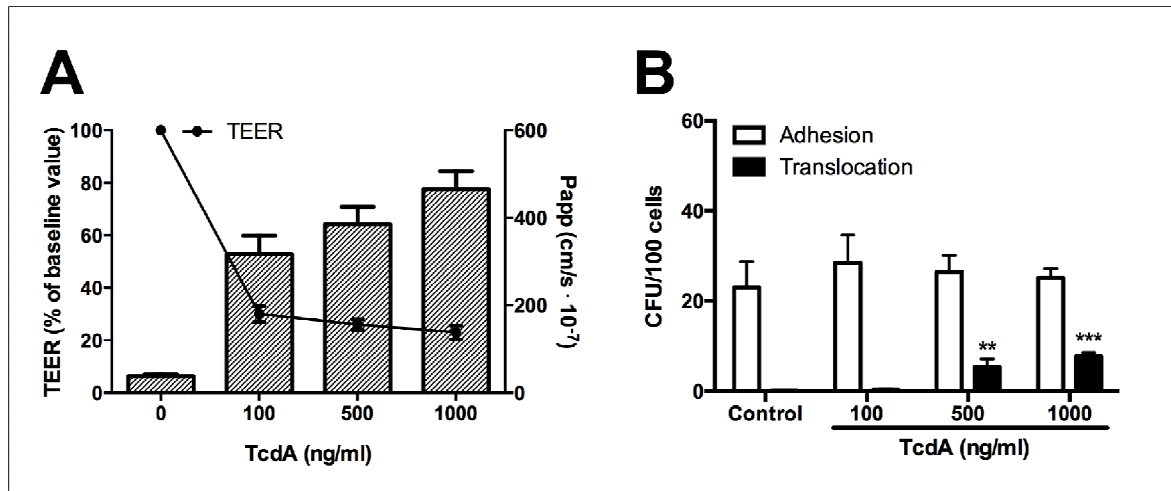 A
TEER (% of baseline value)
100
80
60
40
20
0
TEER
600
400
200
0
Papp (cm/s · 10⁻⁷)
0 100 500 1000
TcdA (ng/ml)
B
CFU/100 cells
60
40
20
0
Adhesion
Translocation
** ***
Control 100 500 1000
TcdA (ng/ml)